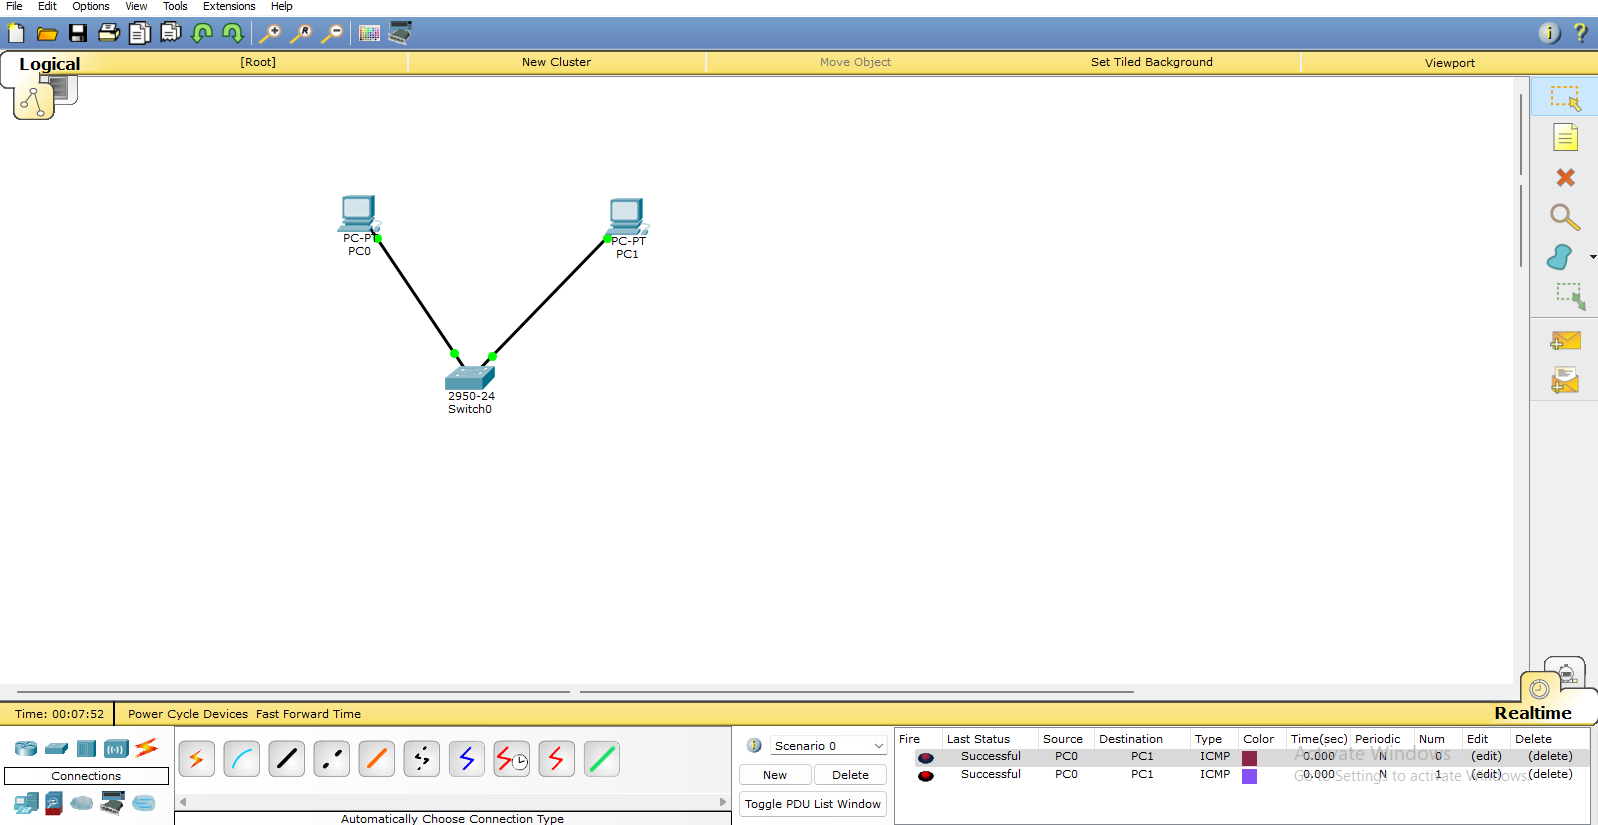 File Edit Options View Tools Extensions Help
Logical [Root] New Cluster Move Object Set Tiled Background Viewport
PC-PT
PC0
PC-PT
PC1
2950-24
Switch0
Time: 00:07:52 Power Cycle Devices Fast Forward Time Realtime
Connections
Automatically Choose Connection Type
Scenario 0
New Delete
Toggle PDU List Window
Fire Last Status Source Destination Type Color Time(sec) Periodic Num Edit Delete
Successful PC0 PC1 ICMP 0.000 N 0 (edit) (delete)
Successful PC0 PC1 ICMP 0.000 N 1 (edit) (delete)
Activate Windows
Go to Settings to activate Windows.